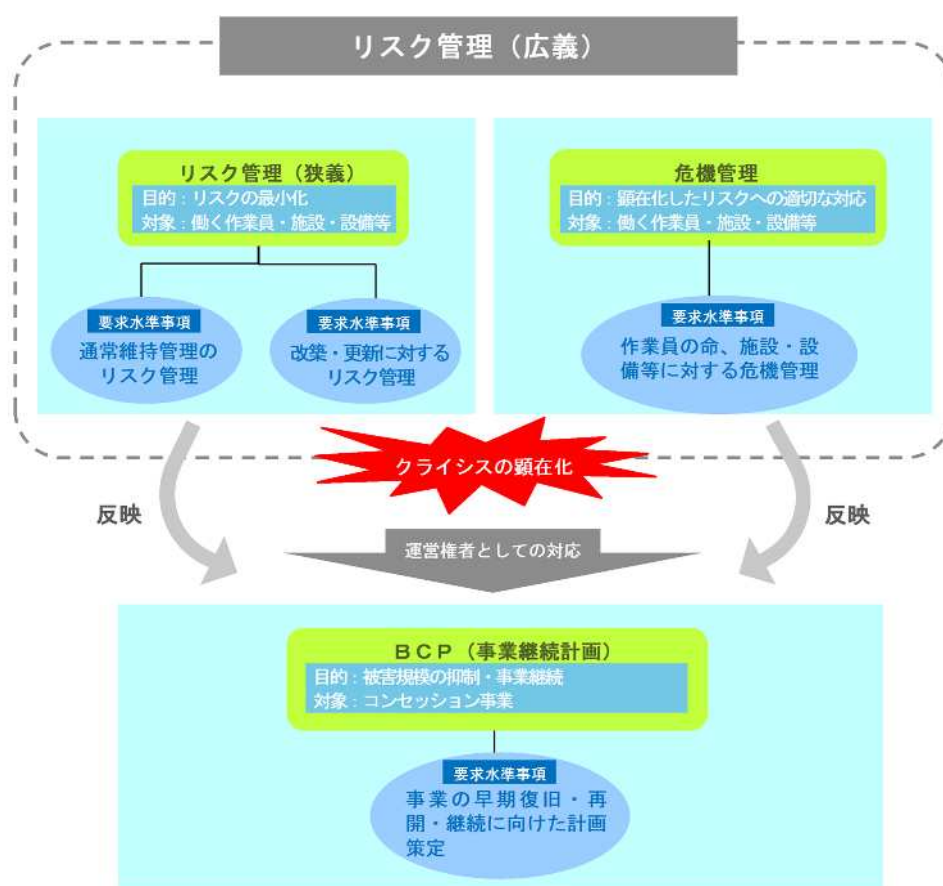 リスク管理（広義）
リスク管理（狭義）
目的：リスクの最小化
対象：働く作業員・施設・設備等
要求水準事項
通常維持管理の
リスク管理
要求水準事項
改築・更新に対する
リスク管理
危機管理
目的：顕在化したリスクへの適切な対応
対象：働く作業員・施設・設備等
要求水準事項
作業員の命、施設・設
備等に対する危機管理
クライシスの顕在化
反映
反映
運営権者としての対応
ＢＣＰ（事業継続計画）
目的：被害規模の抑制・事業継続
対象：コンセッション事業
要求水準事項
事業の早期復旧・再
開・継続に向けた計画
策定